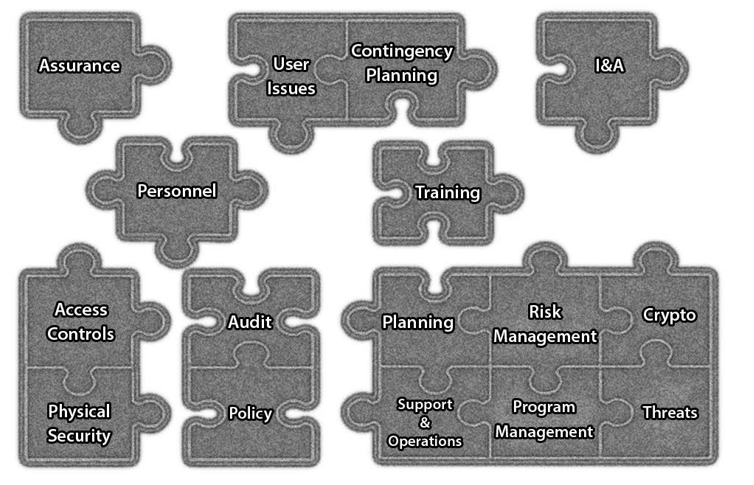 Assurance
User
Issues
Contingency
Planning
I&A
Personnel
Training
Access
Controls
Audit
Planning
Risk
Management
Crypto
Physical
Security
Policy
Support
&
Operations
Program
Management
Threats